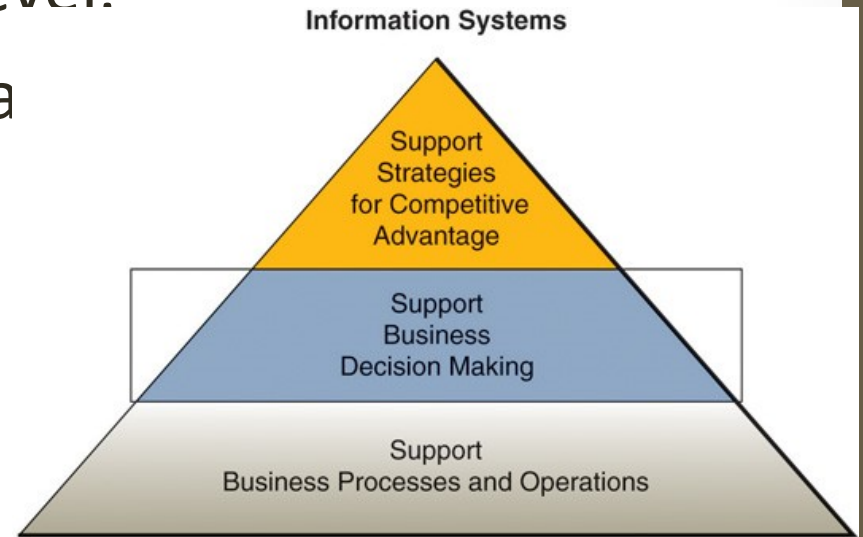 Information Systems
Support
Strategies
for Competitive
Advantage
Support
Business
Decision Making
Support
Business Processes and Operations